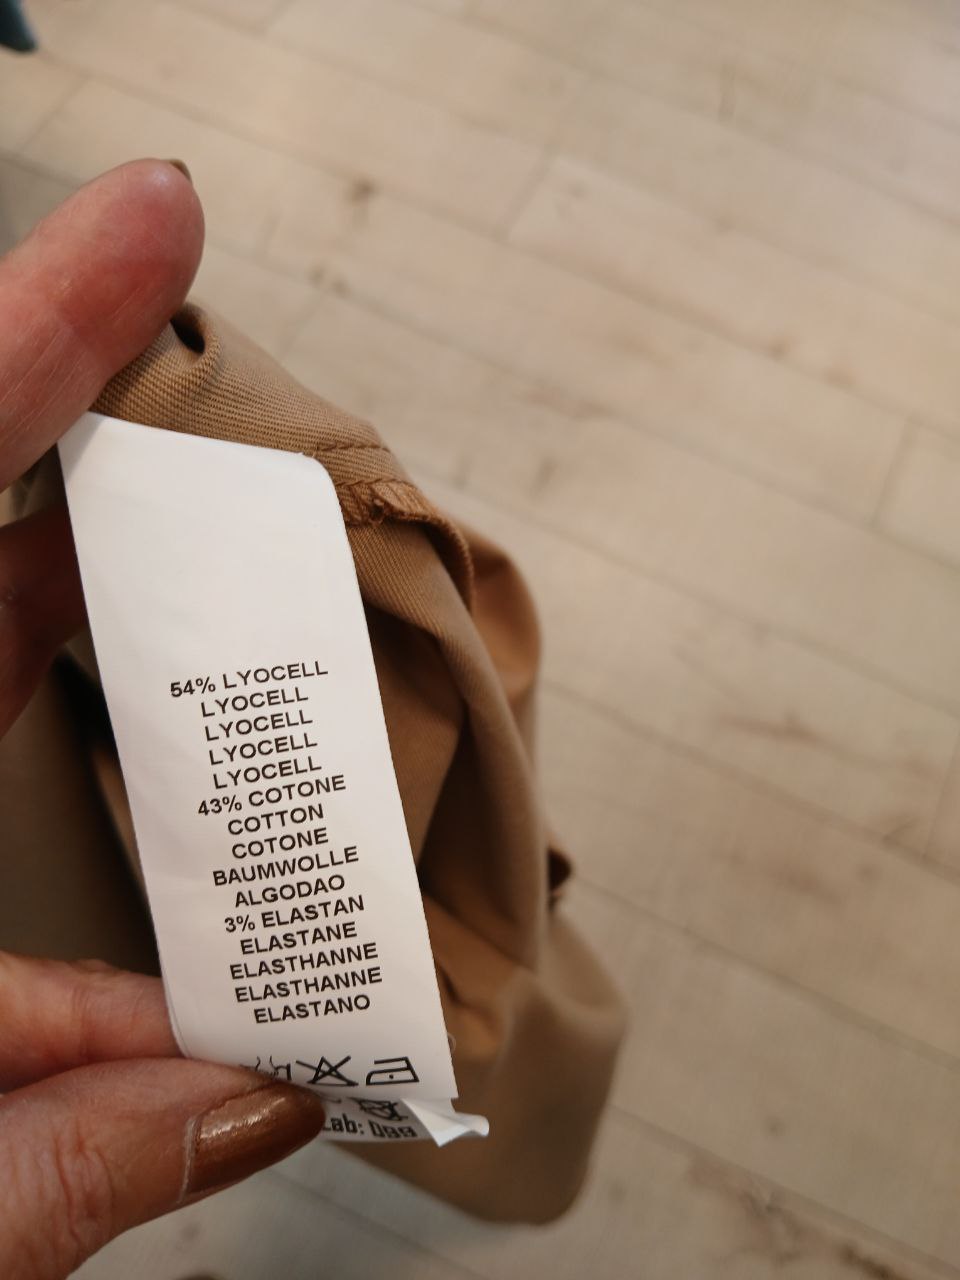 54% LYOCELL
LYOCELL
LYOCELL
LYOCELL
LYOCELL
43% COTONE
COTTON
COTONE
BAUMWOLLE
ALGODAO
3% ELASTAN
ELASTANE
ELASTHANNE
ELASTHANNE
ELASTANO
Lab: